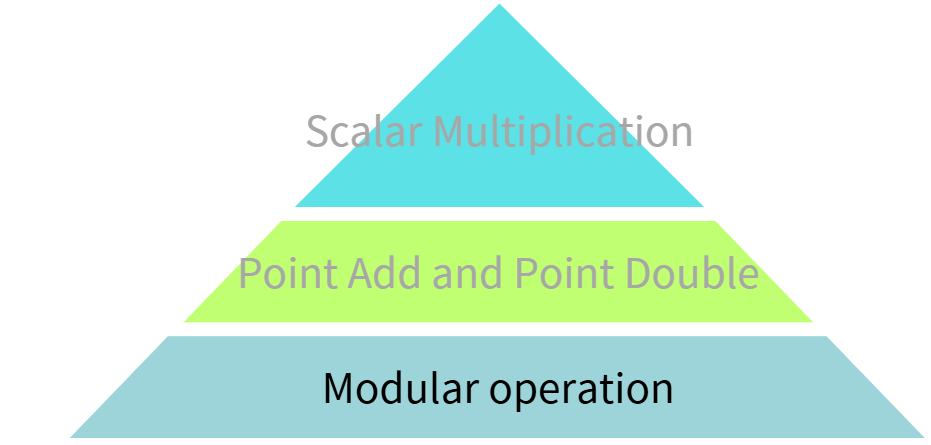 Scalar Multiplication
Point Add and Point Double
Modular operation